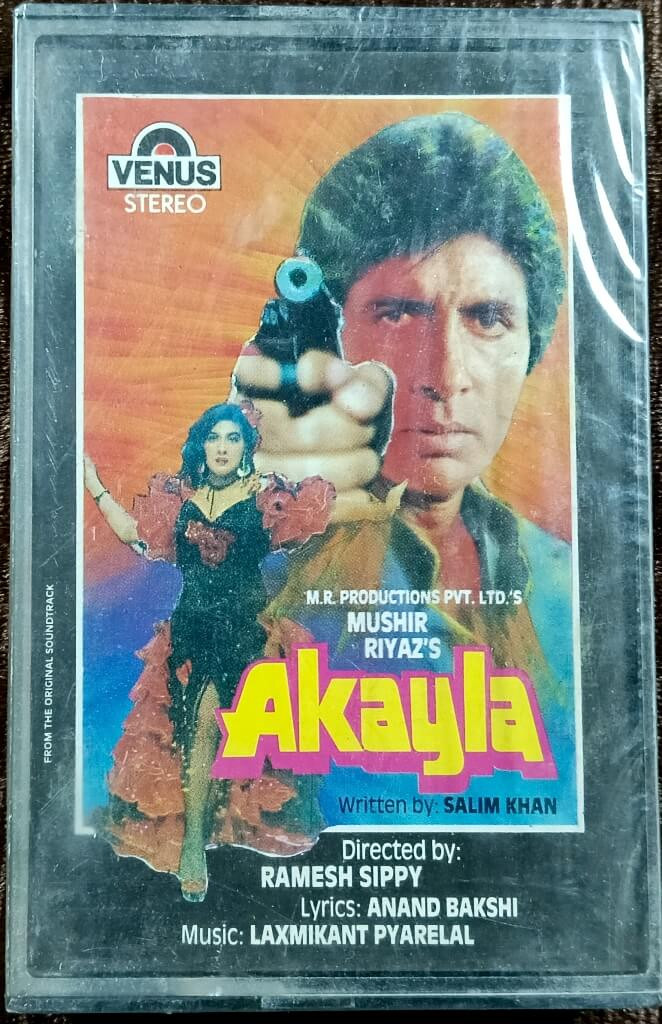 VENUS
STEREO
FROM THE ORIGINAL SOUNDTRACK
M.R. PRODUCTIONS PVT. LTD.'S
MUSHIR
RIYAZ'S
Akayla
Written by: SALIM KHAN
Directed by:
RAMESH SIPPY
Lyrics: ANAND BAKSHI
Music: LAXMIKANT PYARELAL